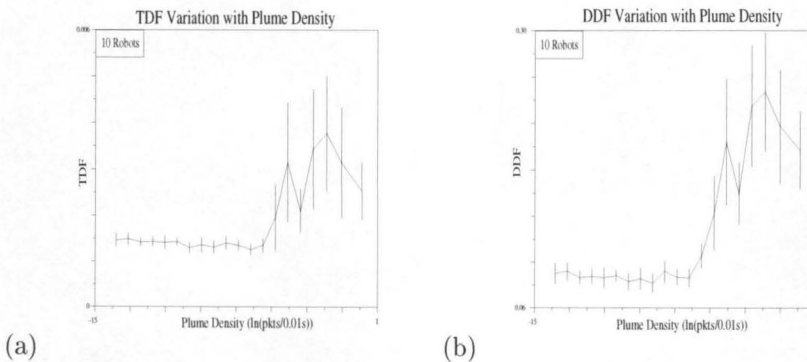 TDF Variation with Plume Density
0.006
10 Robots
TDF
0
-15
1
Plume Density (ln(pkts/0.01s))
(a)
DDF Variation with Plume Density
0.30
10 Robots
DDF
0.06
-15
Plume Density (ln(pkts/0.01s))
(b)